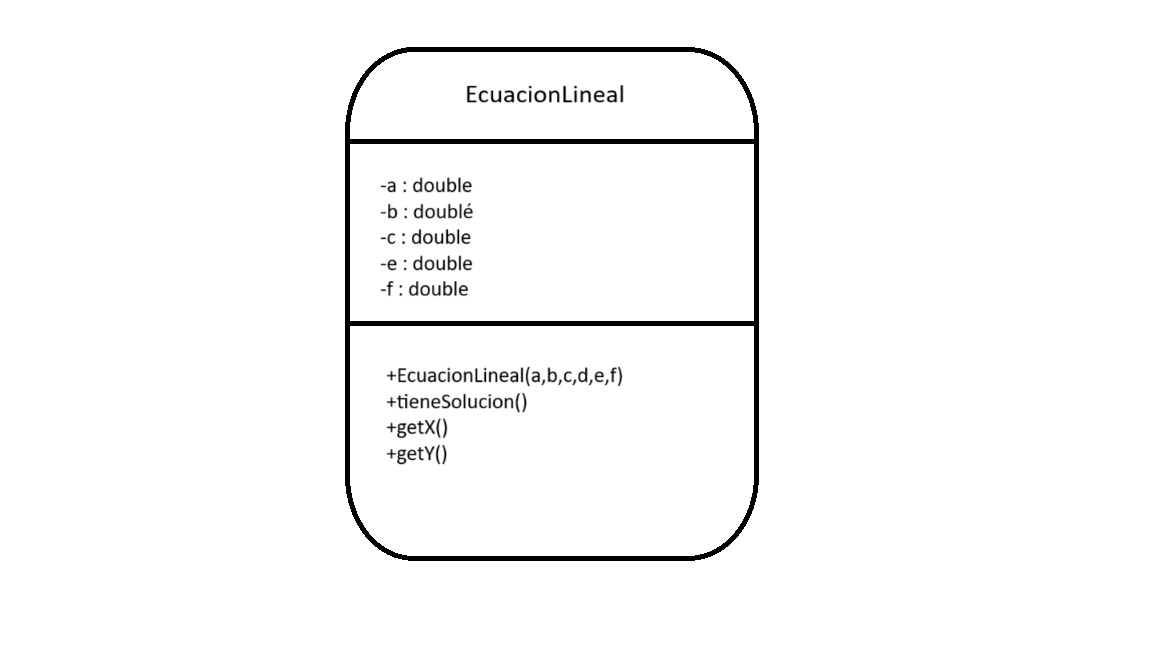 EcuacionLineal
-a : double
-b : doublé
-c : double
-e : double
-f : double
+EcuacionLineal(a,b,c,d,e,f)
+tieneSolucion()
+getX()
+getY()